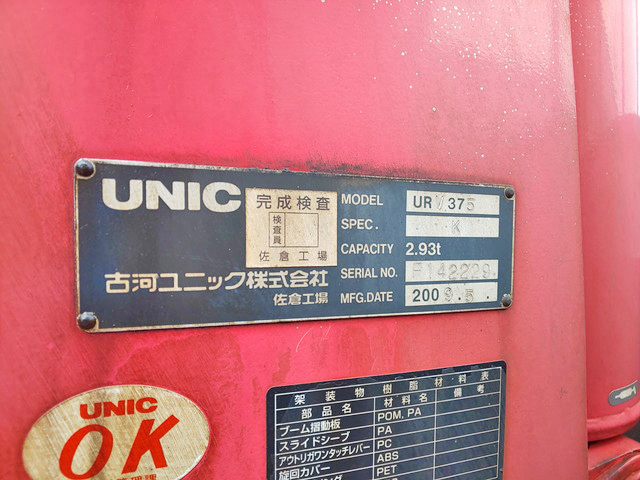 UNIC
完成検査
検査員
佐倉工場
古河ユニック株式会社
佐倉工場
MODEL URV375
SPEC. K
CAPACITY 2.93t
SERIAL NO.
MFG.DATE 2009.5.
UNIC
OK
架装物樹脂材料表
部品名 材料名 備考
ブーム摺動板 POM, PA
スライドシーブ PA
アウトリガワンタッチレバー PC
旋回カバー ABS
PET